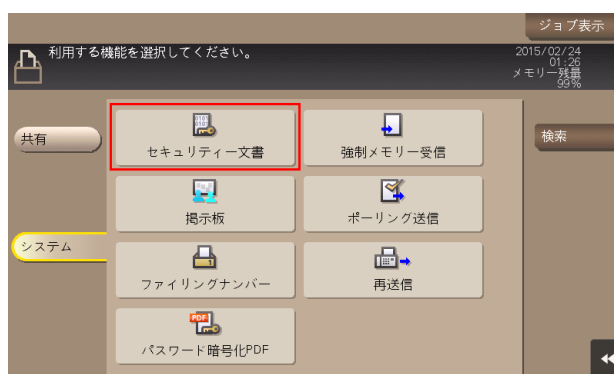 ジョブ表示
利用する機能を選択してください。
2015/02/24
01:26
メモリー残量
99%
共有
セキュリティー文書
強制メモリー受信
検索
掲示板
ポーリング送信
システム
ファイリングナンバー
再送信
PDF
パスワード暗号化PDF